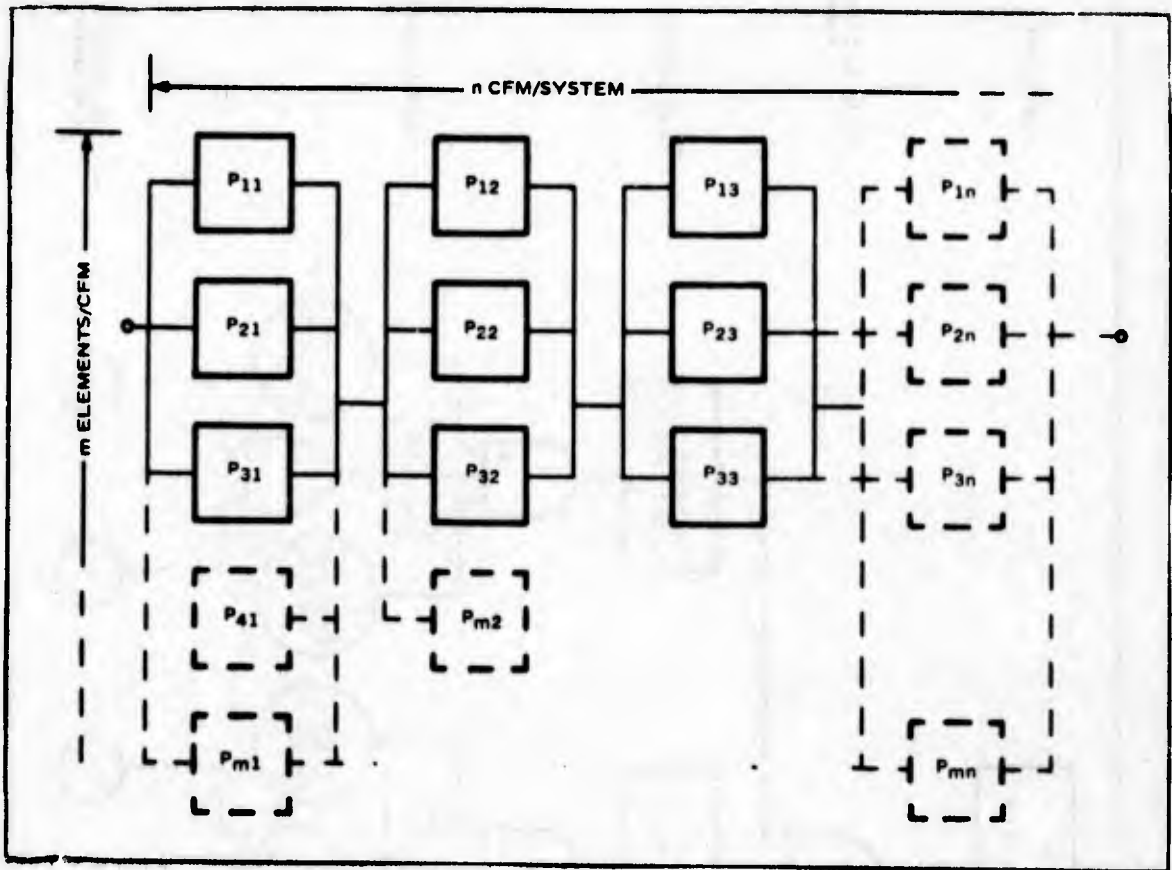 n CFM/SYSTEM
m ELEMENTS/CFM
P11 P12 P13 P1n
P21 P22 P23 P2n
P31 P32 P33 P3n
P41 Pm2
Pm1 Pmn